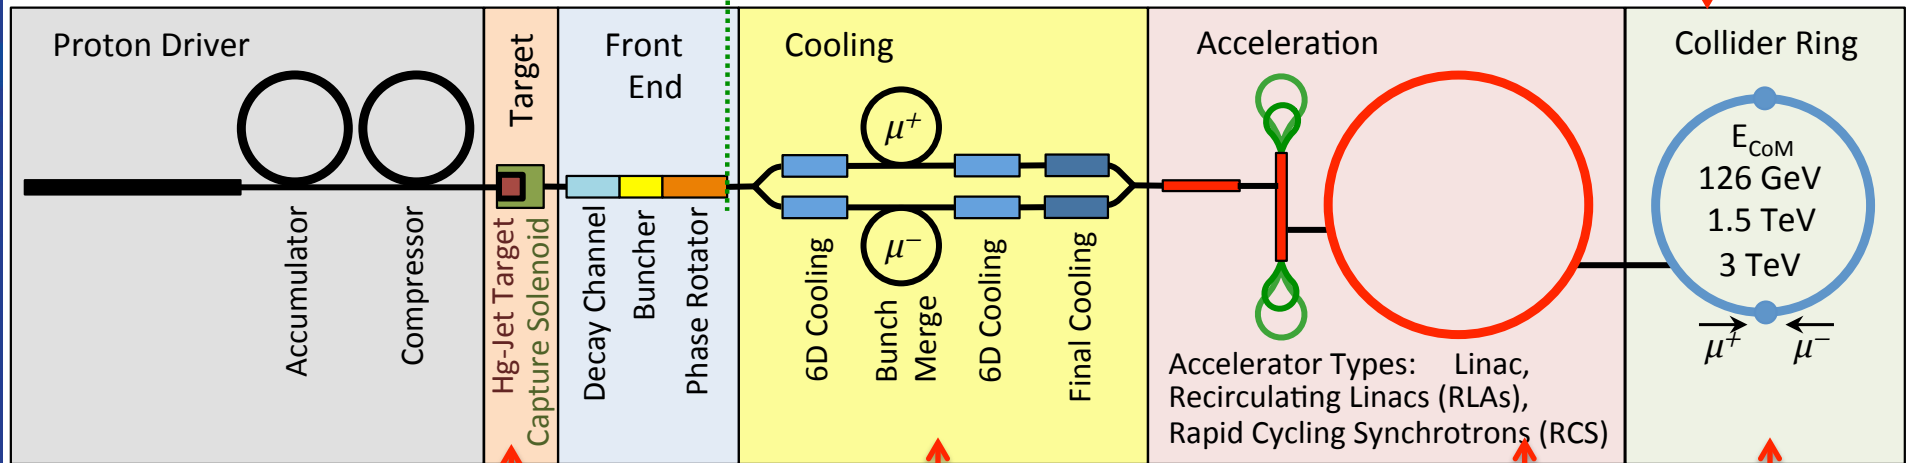 Proton Driver
Accumulator
Compressor
Target
Hg-Jet Target
Capture Solenoid
Front
End
Decay Channel
Buncher
Phase Rotator
Cooling
μ+
μ−
6D Cooling
Bunch
Merge
6D Cooling
Final Cooling
Acceleration
Accelerator Types: Linac,
Recirculating Linacs (RLAs),
Rapid Cycling Synchrotrons (RCS)
Collider Ring
ECoM
126 GeV
1.5 TeV
3 TeV
μ+ μ−